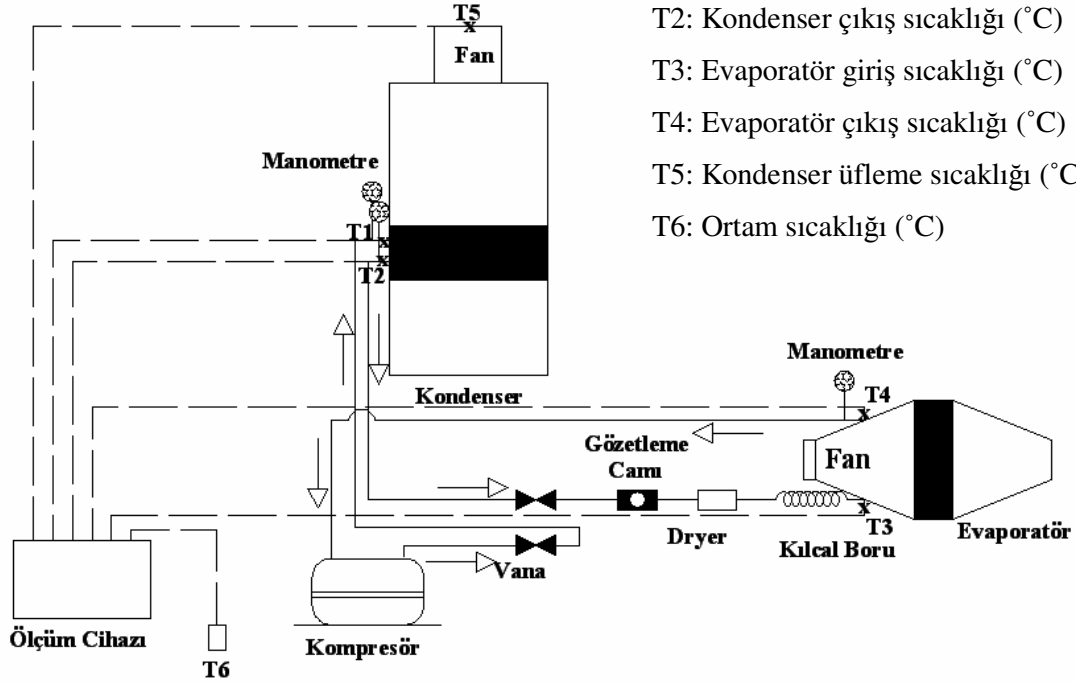 T5
Fan
T2: Kondenser çıkış sıcaklığı (˚C)
T3: Evaporatör giriş sıcaklığı (˚C)
T4: Evaporatör çıkış sıcaklığı (˚C)
T5: Kondenser üfleme sıcaklığı (˚C
T6: Ortam sıcaklığı (˚C)
Manometre
T1
T2
Kondenser
Manometre
T4
Gözetleme
Camı
Fan
T3
Evaporatör
Dryer
Kılcal Boru
Vana
Ölçüm Cihazı
Kompresör
T6